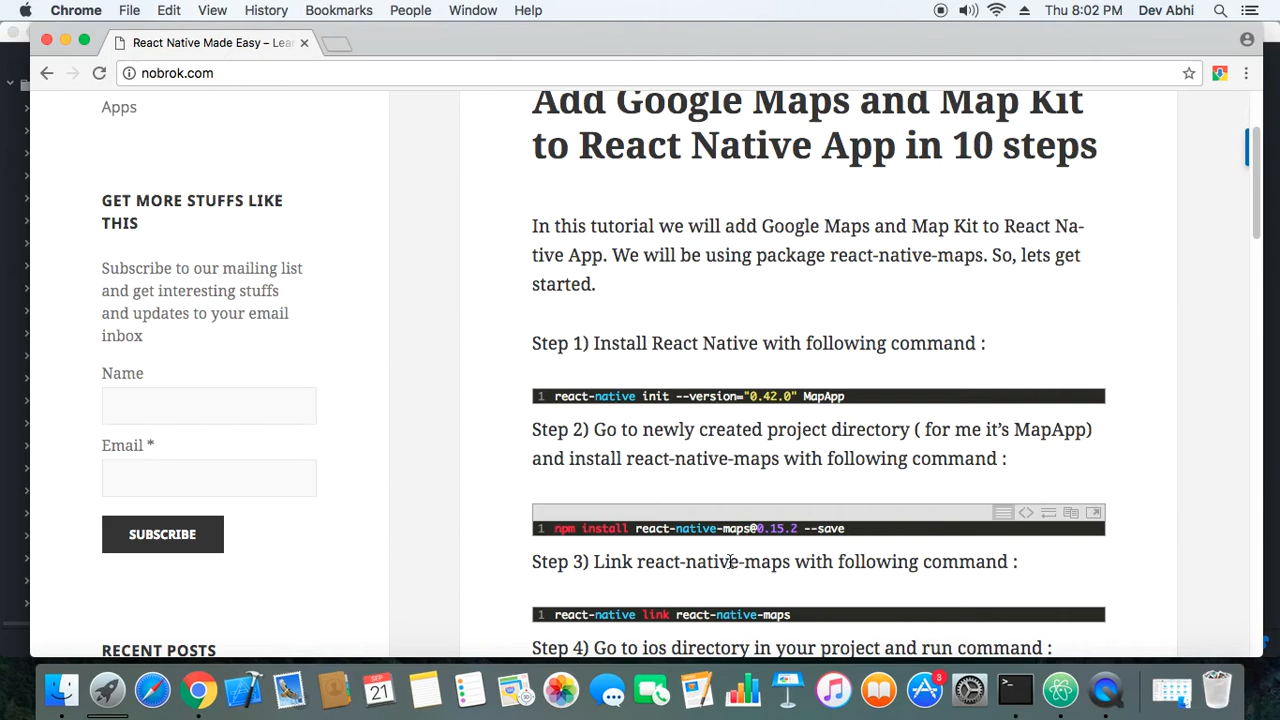 Chrome File Edit View History Bookmarks People Window Help Thu 8:02 PM Dev Abhi
React Native Made Easy – Lea
nobrok.com
Apps
GET MORE STUFFS LIKE
THIS
Subscribe to our mailing list
and get interesting stuffs
and updates to your email
inbox
Name
Email *
SUBSCRIBE
RECENT POSTS
Add Google Maps and Map Kit
to React Native App in 10 steps
In this tutorial we will add Google Maps and Map Kit to React Na-
tive App. We will be using package react-native-maps. So, lets get
started.
Step 1) Install React Native with following command :
1 react-native init --version="0.42.0" MapApp
Step 2) Go to newly created project directory ( for me it’s MapApp)
and install react-native-maps with following command :
1 npm install react-native-maps@0.15.2 --save
Step 3) Link react-native-maps with following command :
1 react-native link react-native-maps
Step 4) Go to ios directory in your project and run command :
SEP
21
3